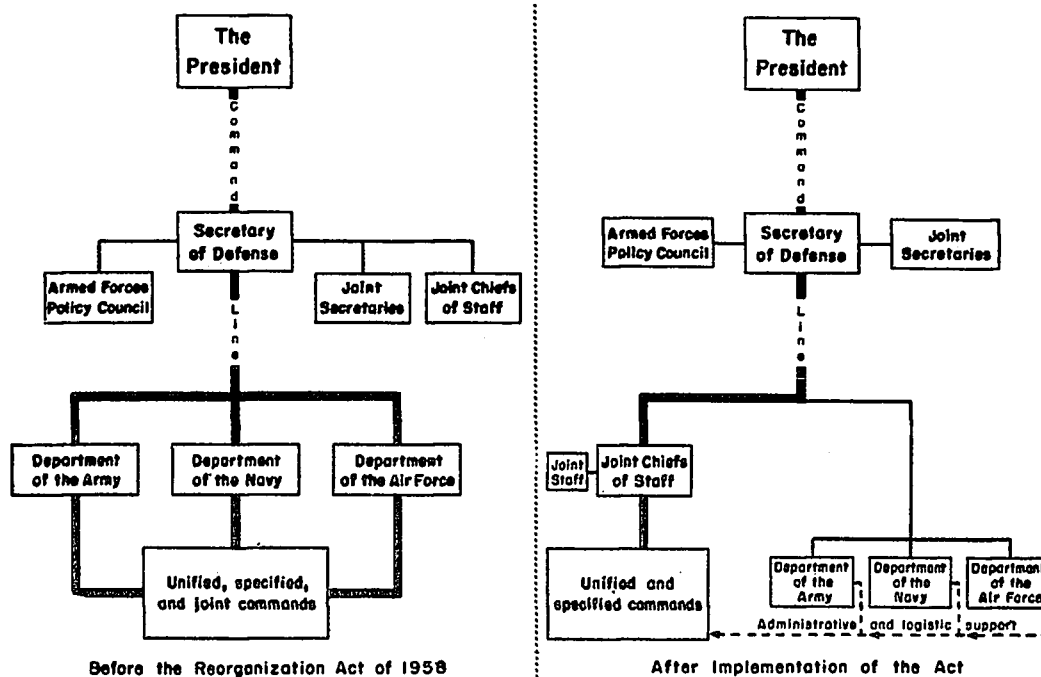 The
President
Command
Secretary
of Defense
Armed Forces
Policy Council
Joint
Secretaries
Joint Chiefs
of Staff
Line
Department
of the Army
Department
of the Navy
Department
of the Air Force
Unified, specified,
and joint commands
Before the Reorganization Act of 1958
The
President
Command
Armed Forces
Policy Council
Secretary
of Defense
Joint
Secretaries
Line
Joint
Staff
Joint Chiefs
of Staff
Unified and
specified commands
Department
of the
Army
Department
of the
Navy
Department
of the
Air Force
Administrative and logistic support
After Implementation of the Act